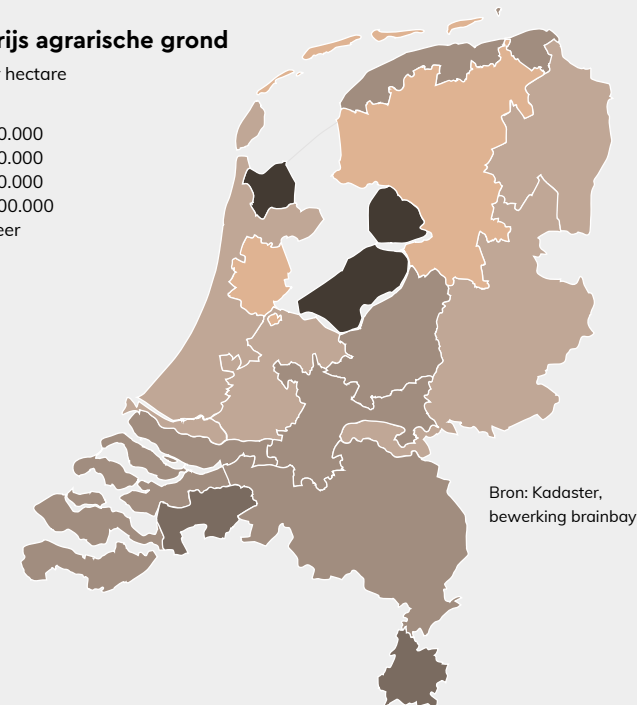 rijs agrarische grond
r hectare
0.000
0.000
0.000
00.000
eer
Bron: Kadaster,
bewerking brainbay